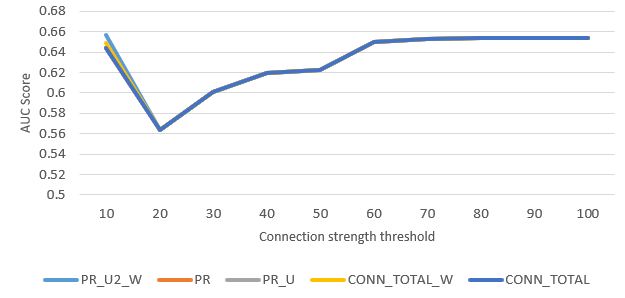 0.68
0.66
0.64
0.62
0.6
0.58
0.56
0.54
0.52
0.5
AUC Score
10 20 30 40 50 60 70 80 90 100
Connection strength threshold
PR_U2_W PR PR_U CONN_TOTAL_W CONN_TOTAL